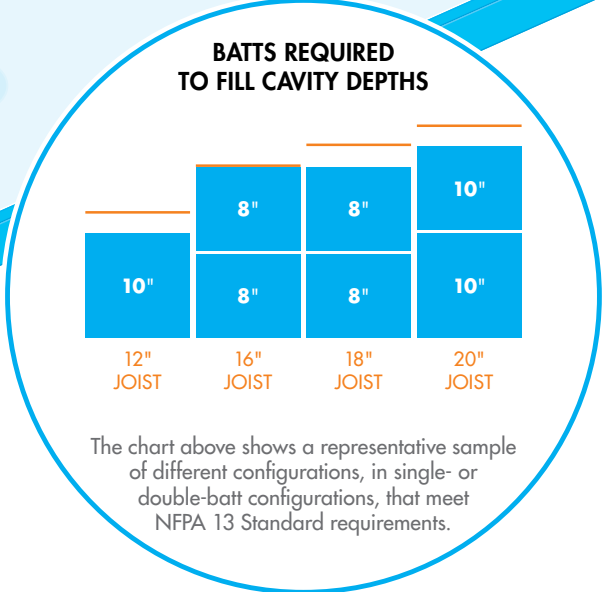 BATTS REQUIRED
TO FILL CAVITY DEPTHS
10"
8"
8"
8"
8"
10"
10"
12"
JOIST
16"
JOIST
18"
JOIST
20"
JOIST
The chart above shows a representative sample
of different configurations, in single- or
double-batt configurations, that meet
NFPA 13 Standard requirements.